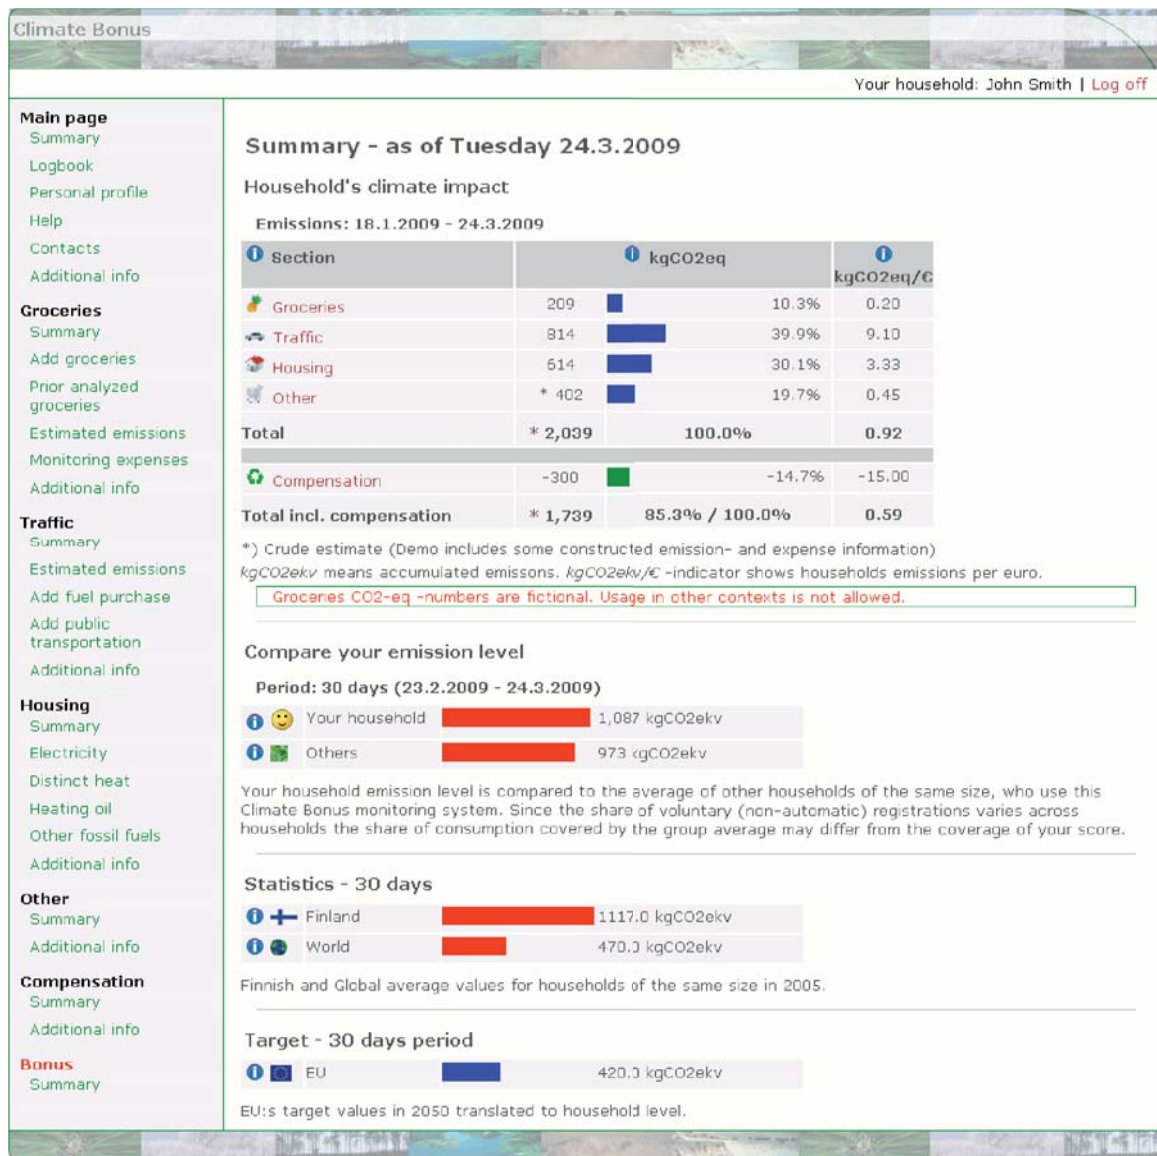 Climate Bonus
Your household: John Smith | Log off
Main page
Summary
Logbook
Personal profile
Help
Contacts
Additional info
Groceries
Summary
Add groceries
Prior analyzed
groceries
Estimated emissions
Monitoring expenses
Additional info
Traffic
Summary
Estimated emissions
Add fuel purchase
Add public
transportation
Additional info
Housing
Summary
Electricity
Distinct heat
Heating oil
Other fossil fuels
Additional info
Other
Summary
Additional info
Compensation
Summary
Additional info
Bonus
Summary
Summary - as of Tuesday 24.3.2009
Household's climate impact
Emissions: 18.1.2009 - 24.3.2009
Section kgCO2eq kgCO2eq/€
Groceries 209 10.3% 0.20
Traffic 814 39.9% 9.10
Housing 614 30.1% 3.33
Other * 402 19.7% 0.45
Total * 2,039 100.0% 0.92
Compensation -300 -14.7% -15.00
Total incl. compensation * 1,739 85.3% / 100.0% 0.59
*) Crude estimate (Demo includes some constructed emission- and expense information)
kgCO2ekv means accumulated emissons. kgCO2ekv/€ -indicator shows households emissions per euro.
Groceries CO2-eq -numbers are fictional. Usage in other contexts is not allowed.
Compare your emission level
Period: 30 days (23.2.2009 - 24.3.2009)
Your household 1,087 kgCO2ekv
Others 973 kgCO2ekv
Your household emission level is compared to the average of other households of the same size, who use this
Climate Bonus monitoring system. Since the share of voluntary (non-automatic) registrations varies across
households the share of consumption covered by the group average may differ from the coverage of your score.
Statistics - 30 days
Finland 1117.0 kgCO2ekv
World 470.0 kgCO2ekv
Finnish and Global average values for households of the same size in 2005.
Target - 30 days period
EU 420.0 kgCO2ekv
EU:s target values in 2050 translated to household level.